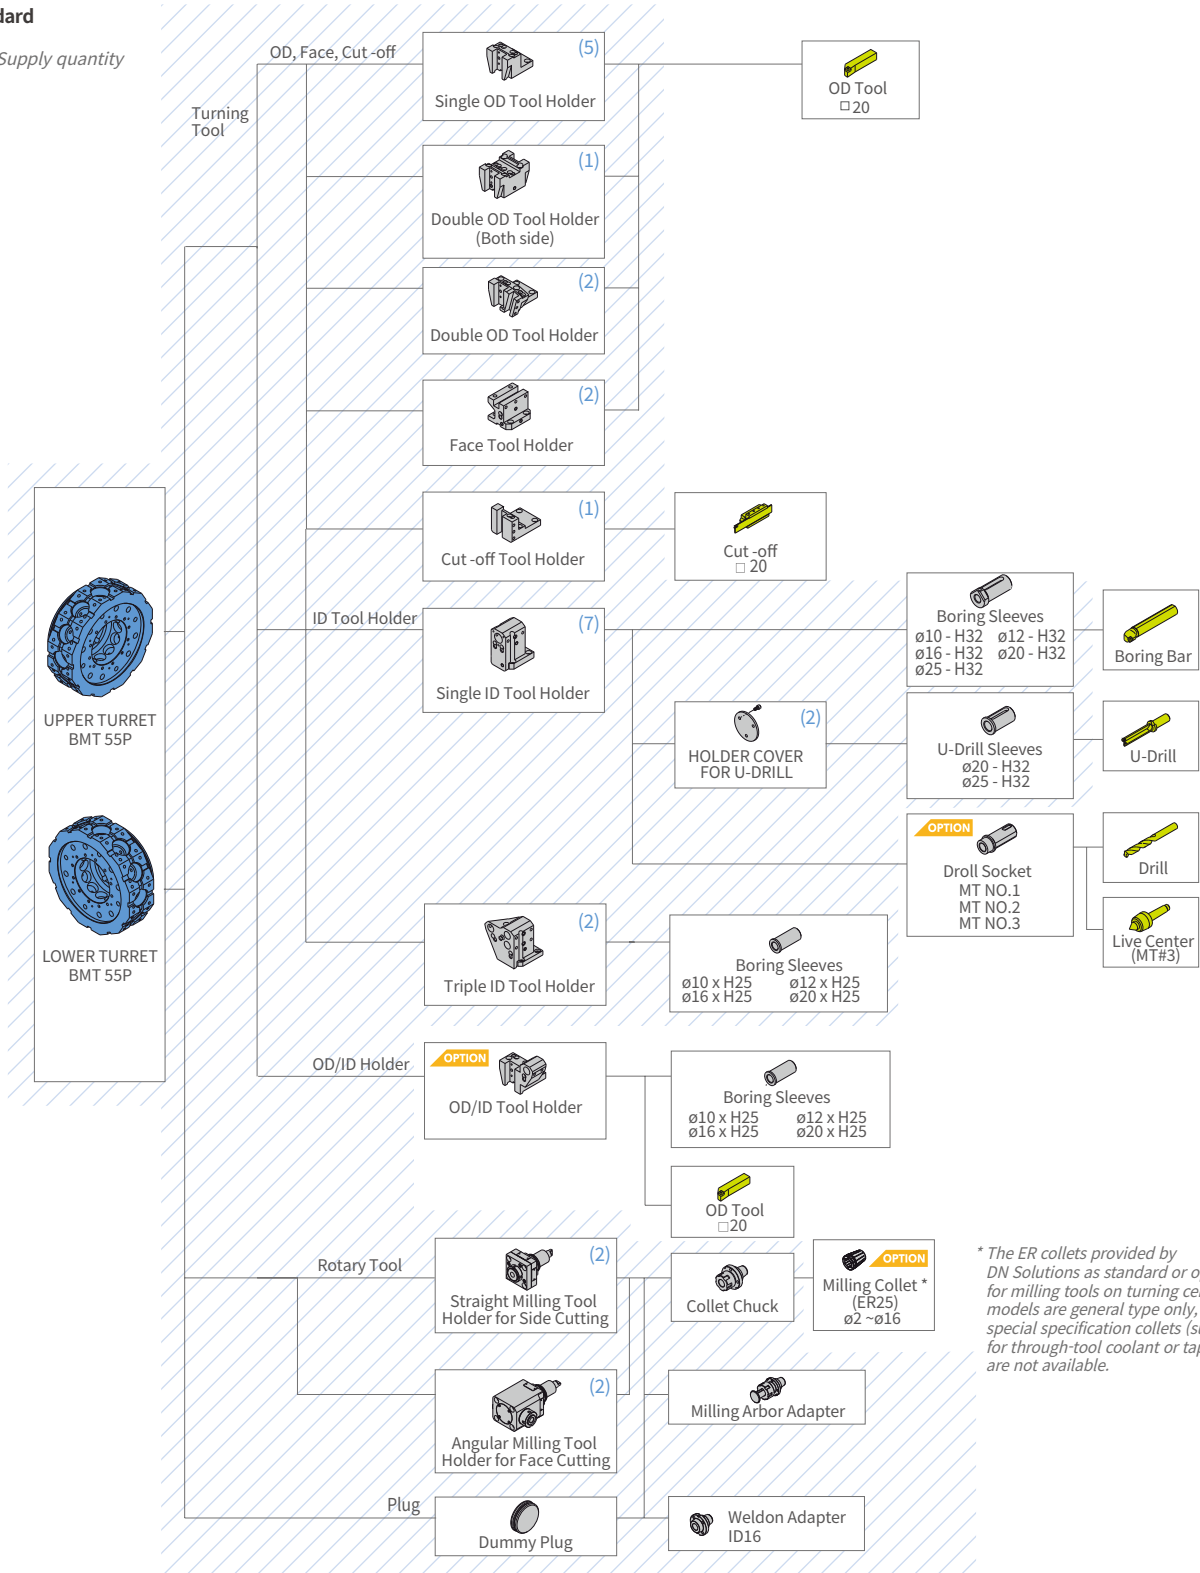 Supply quantity
Turning
Tool
OD, Face, Cut -off
(5)
Single OD Tool Holder
OD Tool
□ 20
(1)
Double OD Tool Holder
(Both side)
(2)
Double OD Tool Holder
(2)
Face Tool Holder
(1)
Cut -off Tool Holder
Cut -off
□ 20
ID Tool Holder
(7)
Single ID Tool Holder
Boring Sleeves
ø10 - H32 ø12 - H32
ø16 - H32 ø20 - H32
ø25 - H32
Boring Bar
(2)
HOLDER COVER
FOR U-DRILL
U-Drill Sleeves
ø20 - H32
ø25 - H32
U-Drill
OPTION
Droll Socket
MT NO.1
MT NO.2
MT NO.3
Drill
Live Center
(MT#3)
UPPER TURRET
BMT 55P
LOWER TURRET
BMT 55P
(2)
Triple ID Tool Holder
Boring Sleeves
ø10 x H25 ø12 x H25
ø16 x H25 ø20 x H25
OD/ID Holder
OPTION
OD/ID Tool Holder
Boring Sleeves
ø10 x H25 ø12 x H25
ø16 x H25 ø20 x H25
OD Tool
□20
Rotary Tool
(2)
Straight Milling Tool
Holder for Side Cutting
Collet Chuck
OPTION
Milling Collet *
(ER25)
ø2 ~ø16
* The ER collets provided by
DN Solutions as standard or
for milling tools on turning
models are general type only,
special specification collets
for through-tool coolant or
are not available.
(2)
Angular Milling Tool
Holder for Face Cutting
Milling Arbor Adapter
Plug
Dummy Plug
Weldon Adapter
ID16